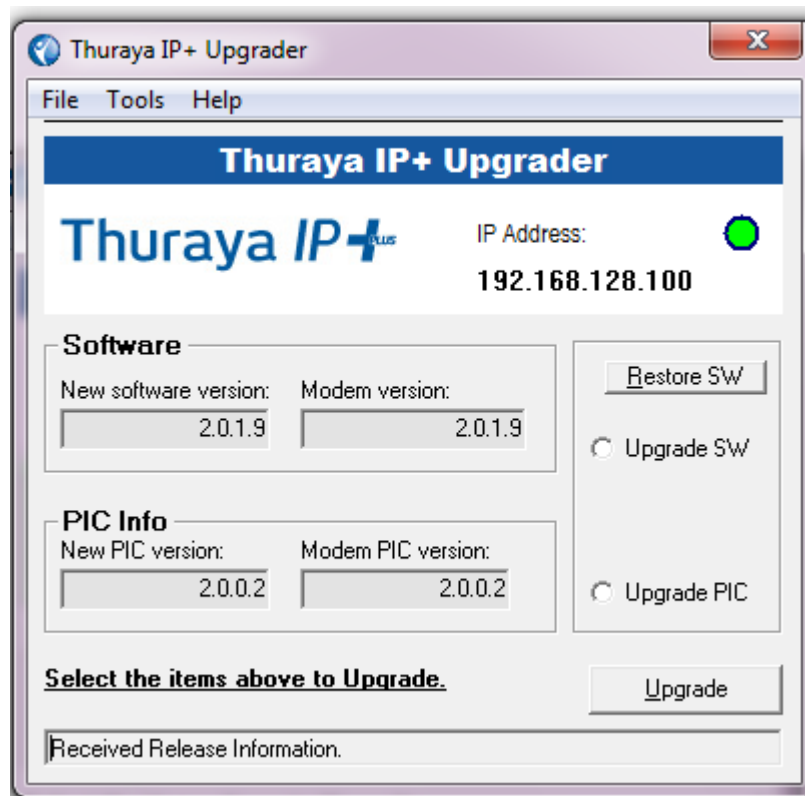 Thuraya IP+ Upgrader
File Tools Help
Thuraya IP+ Upgrader
Thuraya IP+ PLUS
IP Address:
192.168.128.100
Software
New software version: Modem version:
2.0.1.9 2.0.1.9
Restore SW
Upgrade SW
PIC Info
New PIC version: Modem PIC version:
2.0.0.2 2.0.0.2
Upgrade PIC
Select the items above to Upgrade.
Upgrade
Received Release Information.